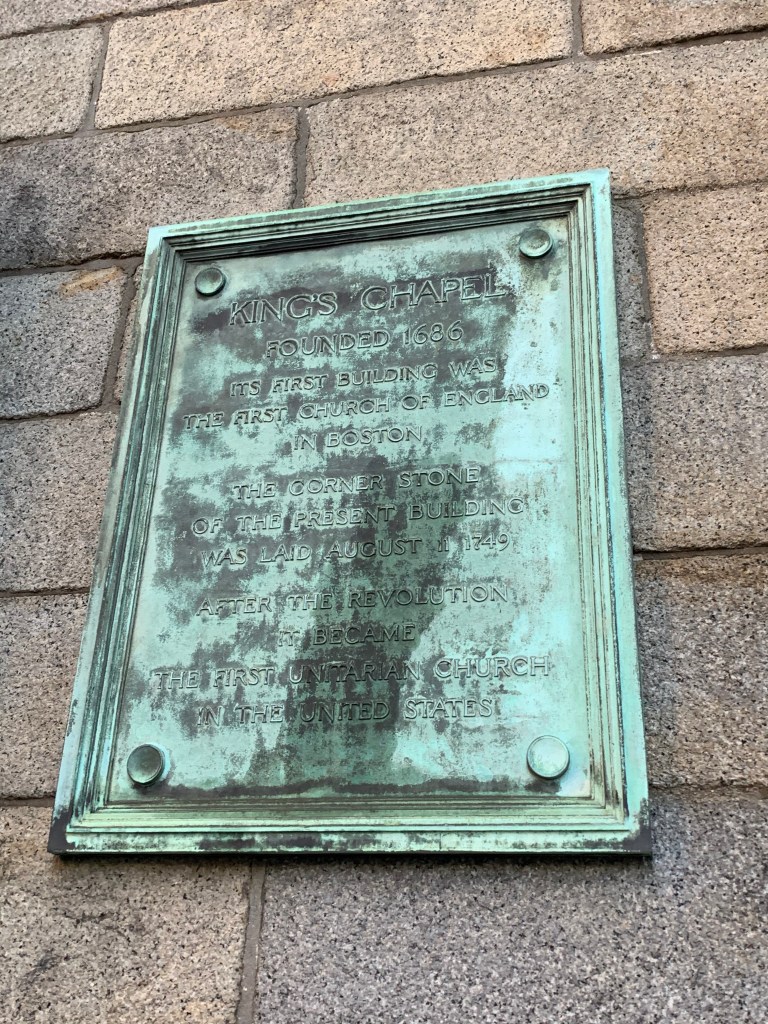 KING'S CHAPEL
FOUNDED 1686
ITS FIRST BUILDING WAS
THE FIRST CHURCH OF ENGLAND
IN BOSTON
THE CORNER STONE
OF THE PRESENT BUILDING
WAS LAID AUGUST 11 1749
AFTER THE REVOLUTION
IT BECAME
THE FIRST UNITARIAN CHURCH
IN THE UNITED STATES